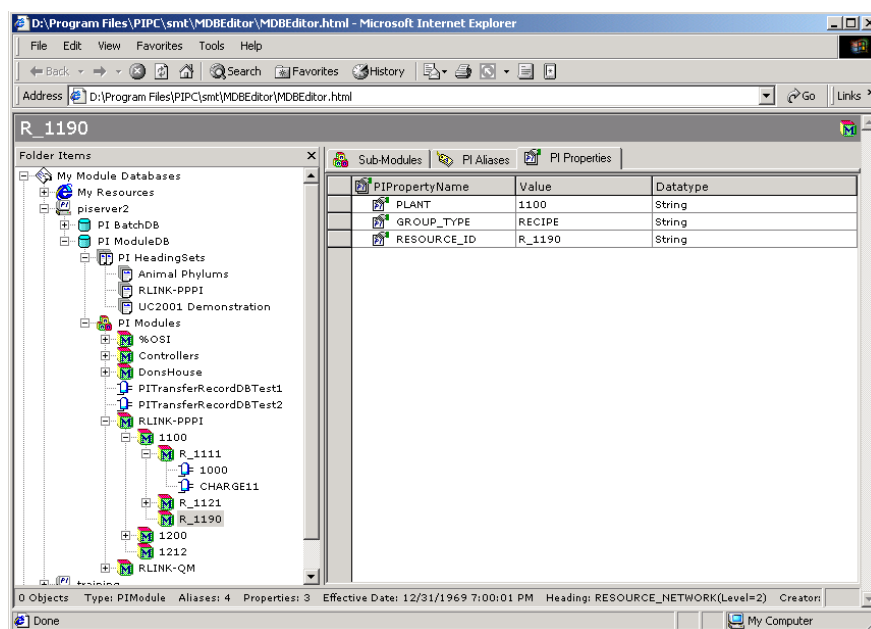 D:\Program Files\PIPC\smt\MDBEditor\MDBEditor.html - Microsoft Internet Explorer
File Edit View Favorites Tools Help
Back Search Favorites History
Address D:\Program Files\PIPC\smt\MDBEditor\MDBEditor.html Go Links
R_1190
Folder Items
Sub-Modules PI Aliases PI Properties
My Module Databases
My Resources
piserver2
PI BatchDB
PI ModuleDB
PI HeadingSets
Animal Phylums
RLINK-PPPI
UC2001 Demonstration
PI Modules
%OSI
Controllers
DonsHouse
PITransferRecordDBTest1
PITransferRecordDBTest2
RLINK-PPPI
1100
R_1111
1000
CHARGE11
R_1121
R_1190
1200
1212
RLINK-QM
training
PIPropertyName Value Datatype
PLANT 1100 String
GROUP_TYPE RECIPE String
RESOURCE_ID R_1190 String
0 Objects Type: PIModule Aliases: 4 Properties: 3 Effective Date: 12/31/1969 7:00:01 PM Heading: RESOURCE_NETWORK(Level=2) Creator:
Done My Computer